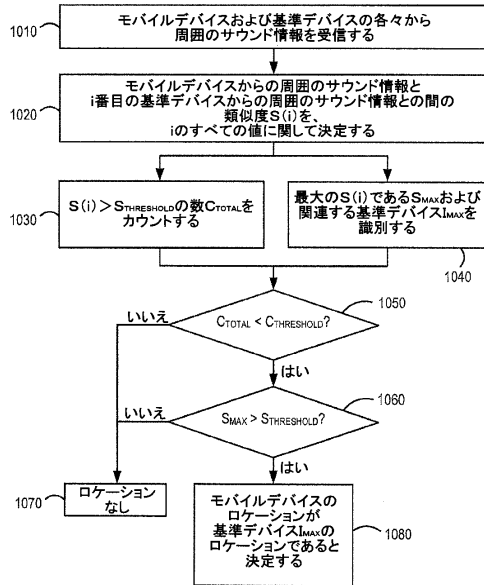 1010
モバイルデバイスおよび基準デバイスの各々から
周囲のサウンド情報を受信する
1020
モバイルデバイスからの周囲のサウンド情報と
i番目の基準デバイスからの周囲のサウンド情報との間の
類似度S(i)を、
iのすべての値に関して決定する
1030
S(i)>STHRESHOLDの数CTOTALを
カウントする
最大のS(i)であるSMAXおよび
関連する基準デバイスIMAXを
識別する
1040
1050
CTOTAL < CTHRESHOLD?
いいえ
はい
1060
SMAX > STHRESHOLD?
いいえ
はい
1070
ロケーション
なし
モバイルデバイスの
ロケーションが
基準デバイスIMAXの
ロケーションであると
決定する
1080